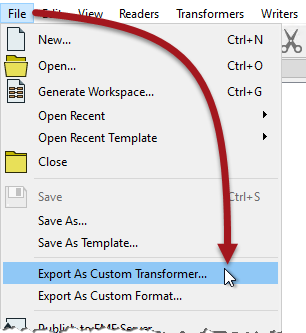 File Edit View Readers Transformers Writers
New... Ctrl+N
Open... Ctrl+O
Generate Workspace... Ctrl+G
Open Recent
Open Recent Template
Close
Save Ctrl+S
Save As...
Save As Template...
Export As Custom Transformer...
Export As Custom Format...
Publish to FME Server